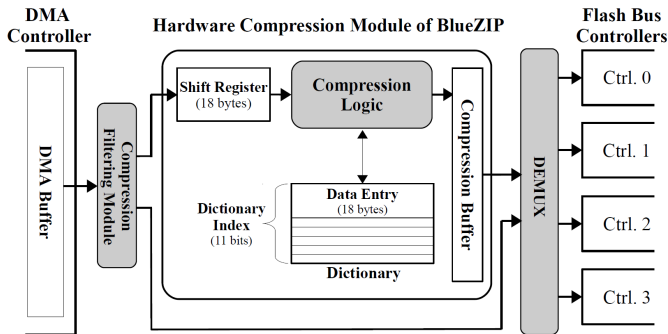 DMA
Controller
Hardware Compression Module of BlueZIP
Flash Bus
Controllers
DMA Buffer
Compression
Filtering Module
Shift Register
(18 bytes)
Compression
Logic
Dictionary
Index
(11 bits)
Data Entry
(18 bytes)
Dictionary
Compression Buffer
DEMUX
Ctrl. 0
Ctrl. 1
Ctrl. 2
Ctrl. 3